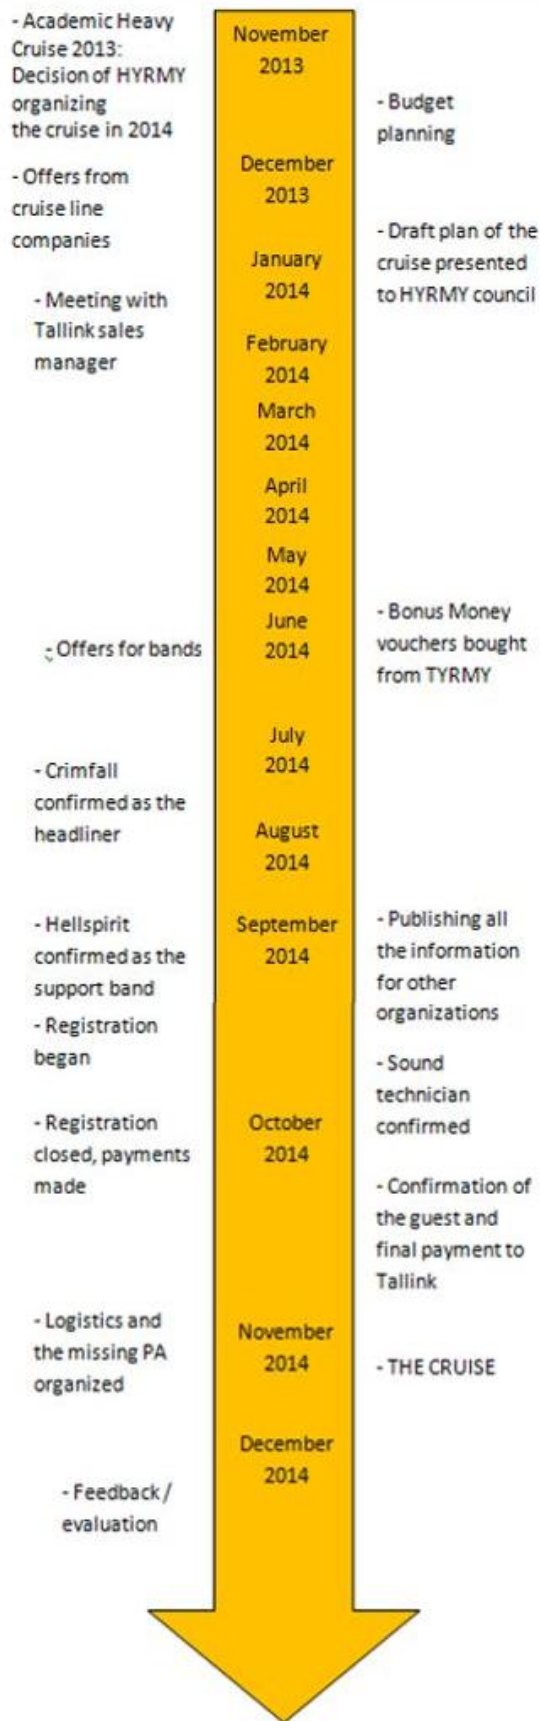 - Academic Heavy
Cruise 2013:
Decision of HYRMY
organizing
the cruise in 2014
November
2013
- Budget
planning
December
2013
- Offers from
cruise line
companies
- Draft plan of the
cruise presented
to HYRMY council
January
2014
- Meeting with
Tallink sales
manager
February
2014
March
2014
April
2014
May
2014
June
2014
- Offers for bands
- Bonus Money
vouchers bought
from TYRMY
July
2014
- Crimfall
confirmed as the
headliner
August
2014
- Hellspirit
confirmed as the
support band
September
2014
- Publishing all
the information
for other
organizations
- Registration
began
- Sound
technician
confirmed
- Registration
closed, payments
made
October
2014
- Confirmation of
the guest and
final payment to
Tallink
- Logistics and
the missing PA
organized
November
2014
- THE CRUISE
December
2014
- Feedback /
evaluation